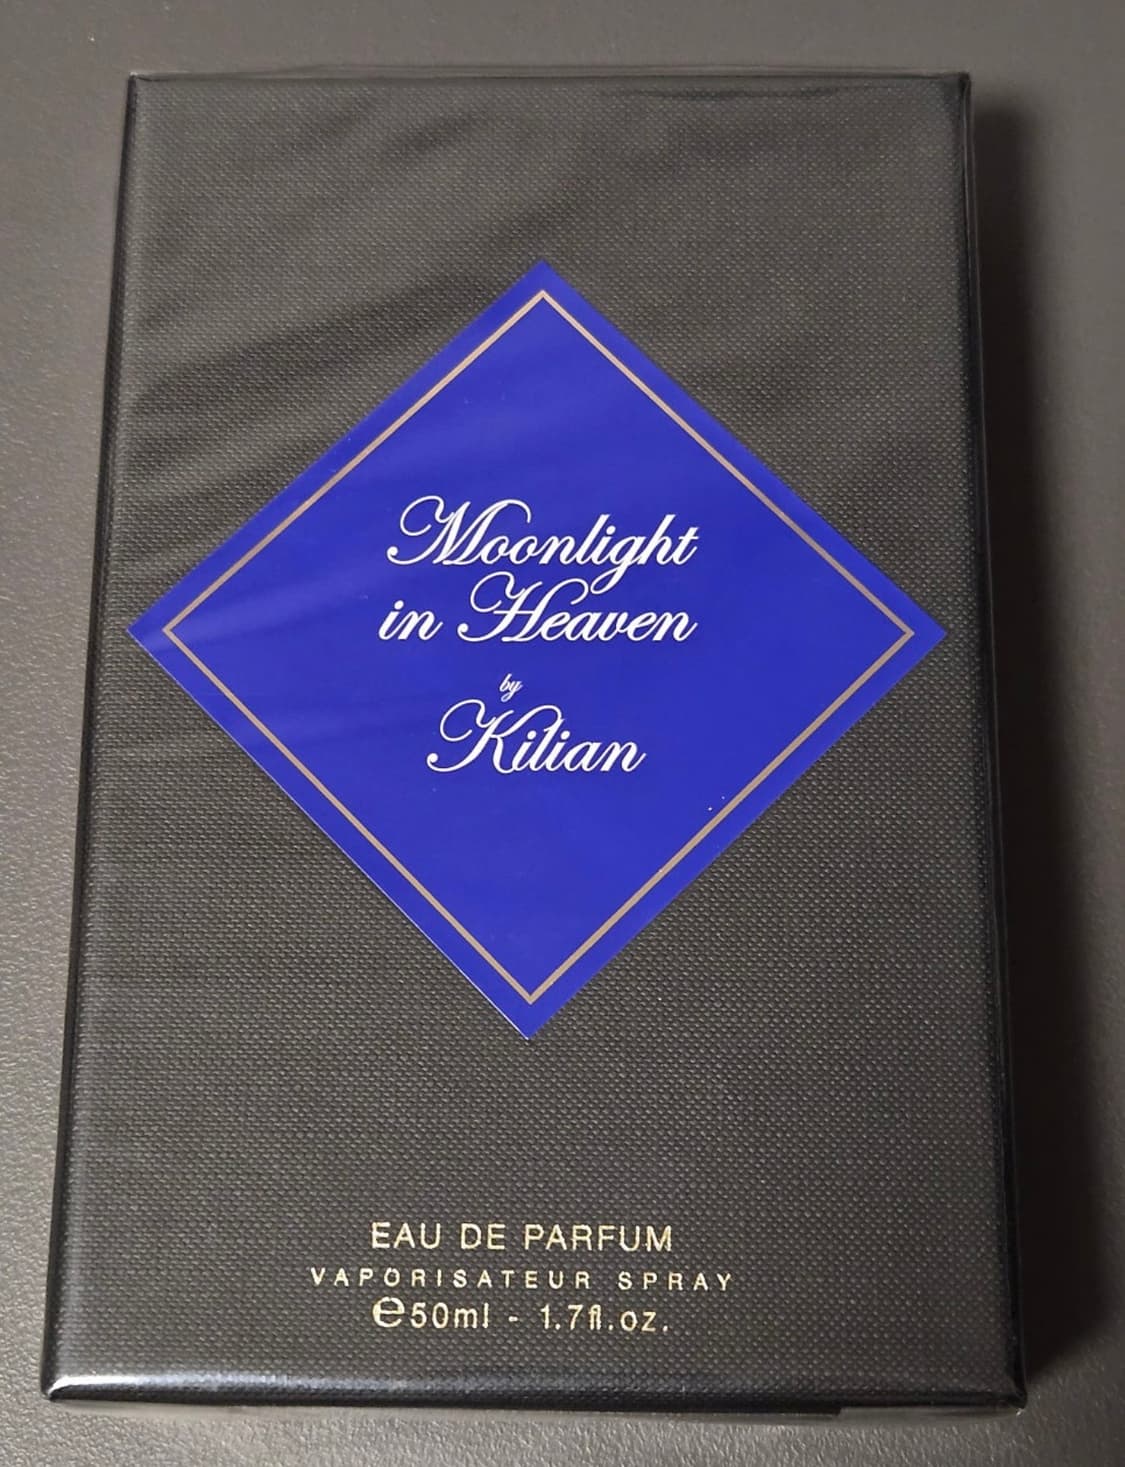 Moonlight
in Heaven
by
Kilian
EAU DE PARFUM
VAPORISATEUR SPRAY
℮50ml - 1.7fl.oz.